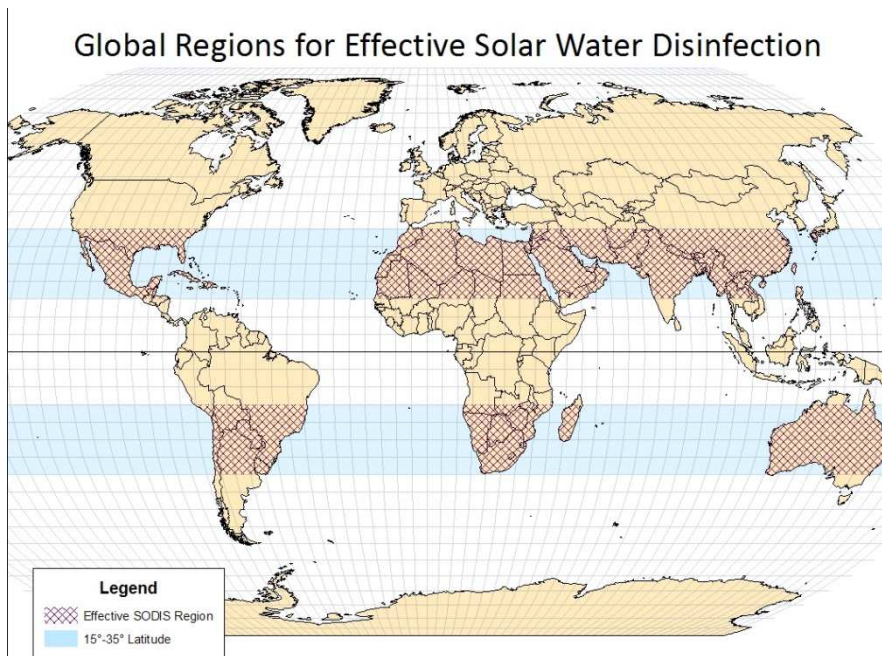 Global Regions for Effective Solar Water Disinfection
Legend
Effective SODIS Region
15°-35° Latitude